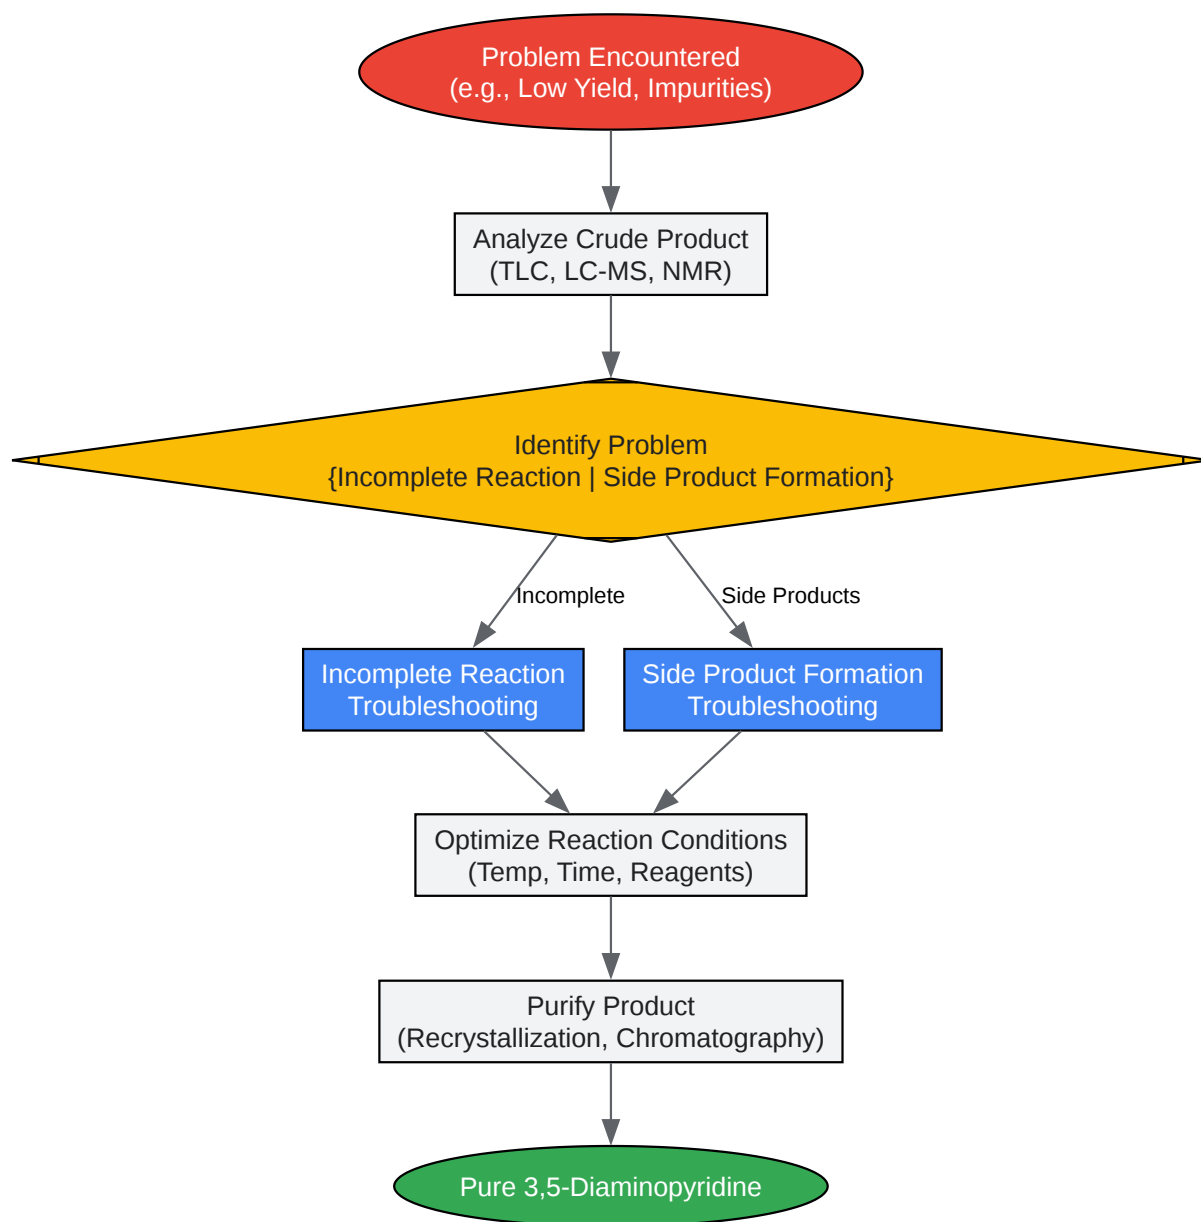 Problem Encountered
(e.g., Low Yield, Impurities)
Analyze Crude Product
(TLC, LC-MS, NMR)
Identify Problem
{Incomplete Reaction | Side Product Formation}
Incomplete
Side Products
Incomplete Reaction
Troubleshooting
Side Product Formation
Troubleshooting
Optimize Reaction Conditions
(Temp, Time, Reagents)
Purify Product
(Recrystallization, Chromatography)
Pure 3,5-Diaminopyridine